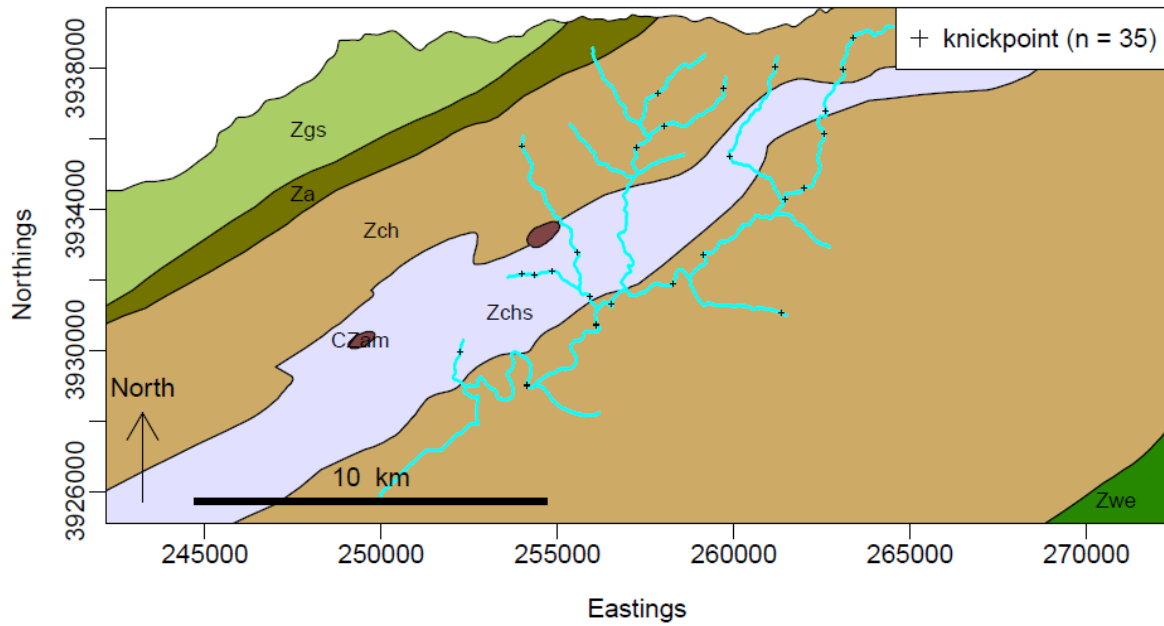 knickpoint (n = 35)
3938000
3934000
3930000
3926000
Northings
Zgs
Za
Zch
Zchs
CZam
North
10 km
Zwe
245000 250000 255000 260000 265000 270000
Eastings